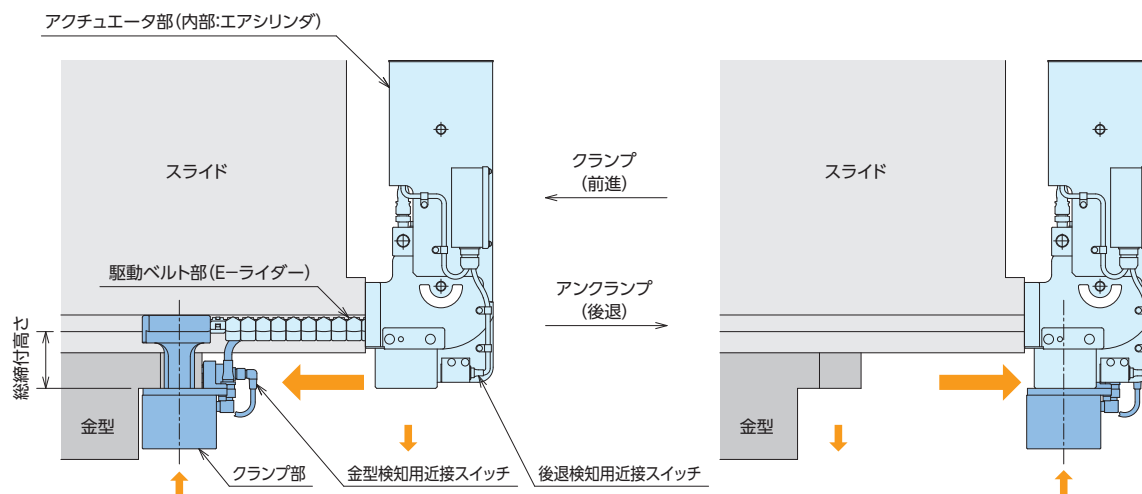 アクチュエータ部(内部:エアシリンダ)
スライド
駆動ベルト部(E-ライダー)
総締付高さ
金型
クランプ部
金型検知用近接スイッチ
後退検知用近接スイッチ
クランプ
(前進)
アンクランプ
(後退)
スライド
金型